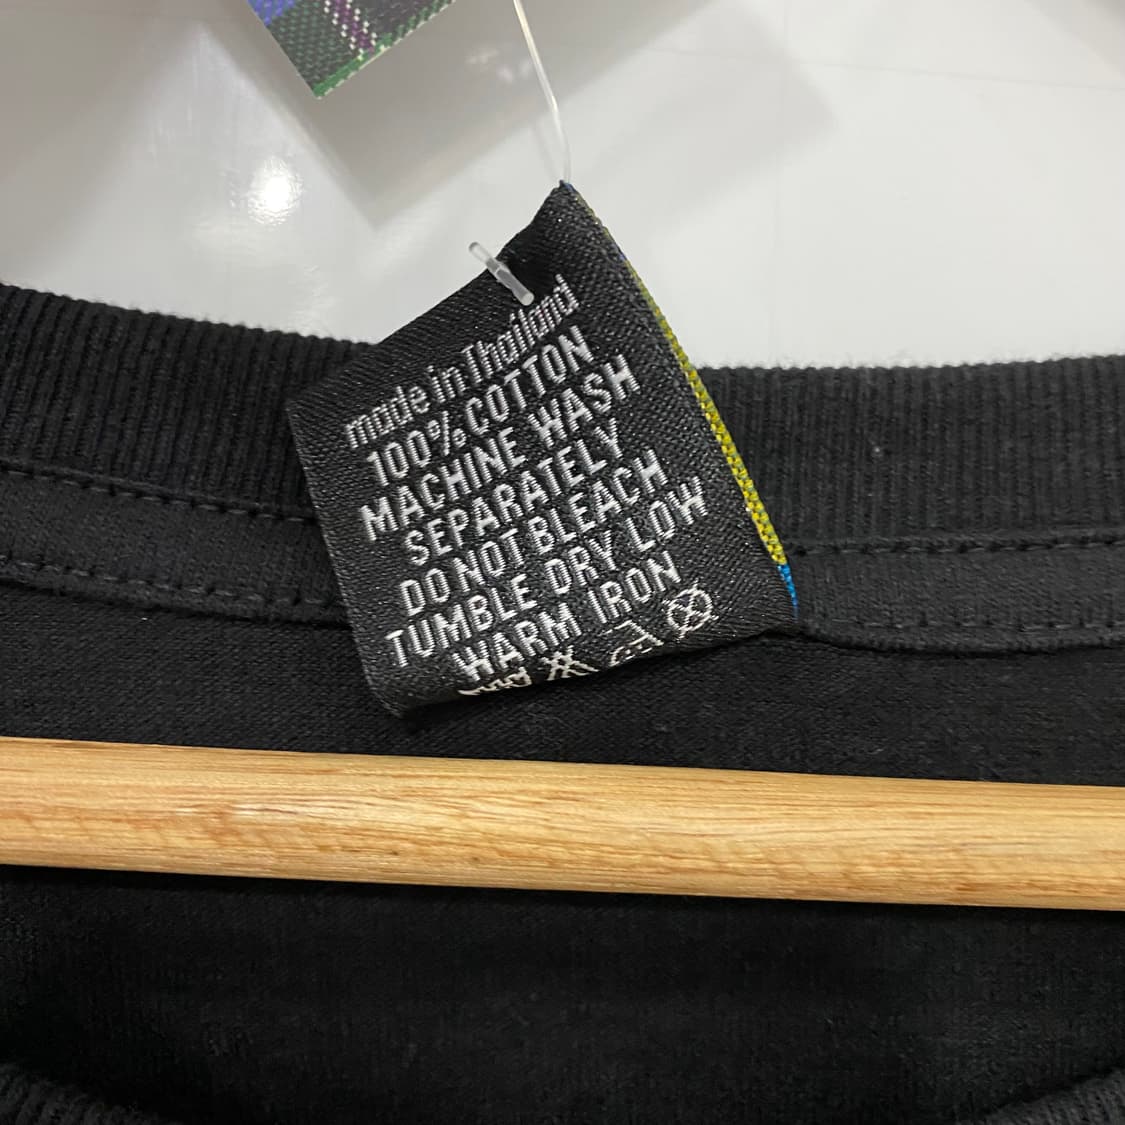 made in Thailand
100% COTTON
MACHINE WASH
SEPARATELY
DO NOT BLEACH
TUMBLE DRY LOW
WARM IRON